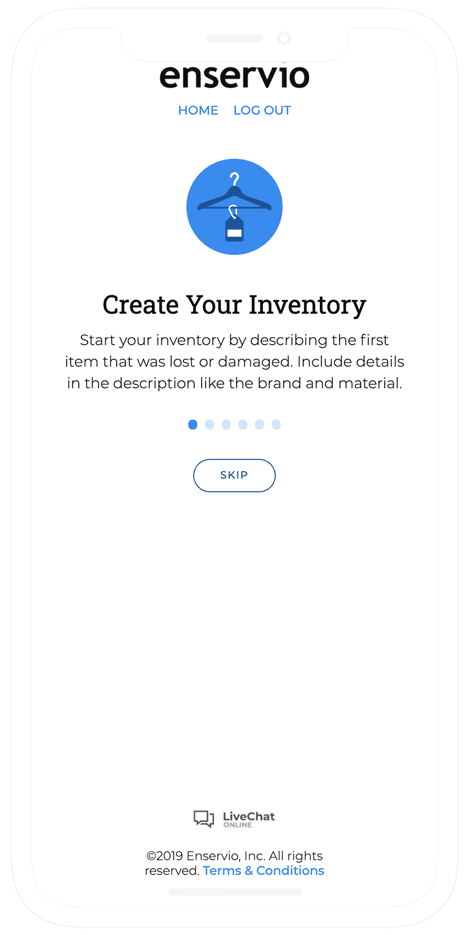 enservio
HOME LOG OUT
Create Your Inventory
Start your inventory by describing the first
item that was lost or damaged. Include details
in the description like the brand and material.
SKIP
LiveChat
ONLINE
©2019 Enservio, Inc. All rights
reserved. Terms & Conditions